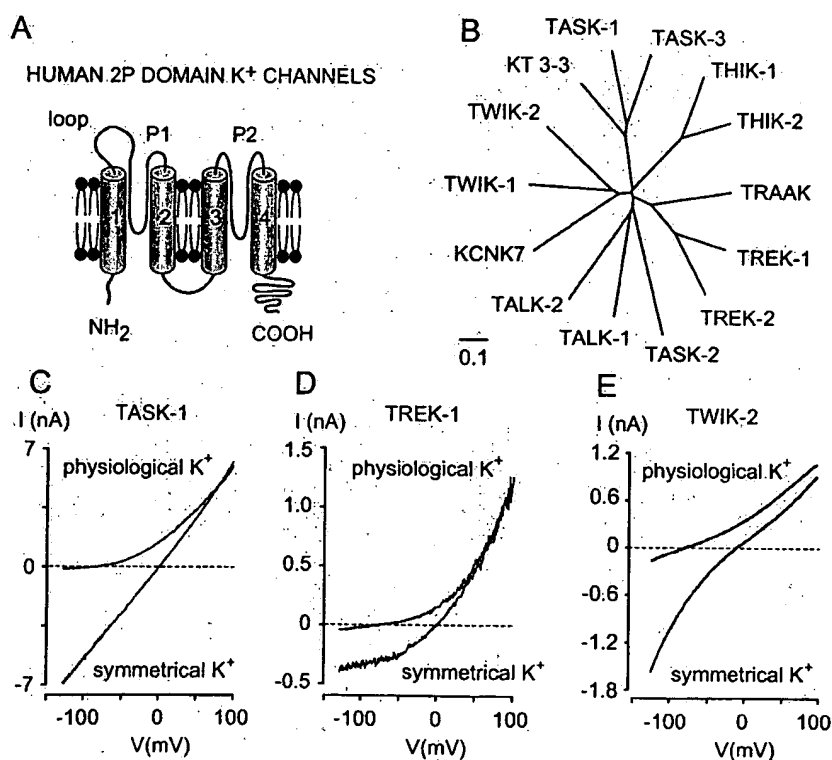 A
HUMAN 2P DOMAIN K+ CHANNELS
loop
P1
P2
1
2
3
4
NH2
COOH
B
TASK-1
TASK-3
KT 3-3
THIK-1
TWIK-2
THIK-2
TWIK-1
TRAAK
KCNK7
TREK-1
TALK-2
TREK-2
TALK-1
TASK-2
0.1
C
TASK-1
I (nA)
7
physiological K+
0
symmetrical K+
-7
-100
0
100
V(mV)
D
TREK-1
I (nA)
1.5
physiological K+
1.0
0.5
0
symmetrical K+
-0.5
-100
0
100
V(mV)
E
TWIK-2
I (nA)
1.2
physiological K+
0.6
0
-0.6
-1.2
symmetrical K+
-1.8
-100
0
100
V(mV)